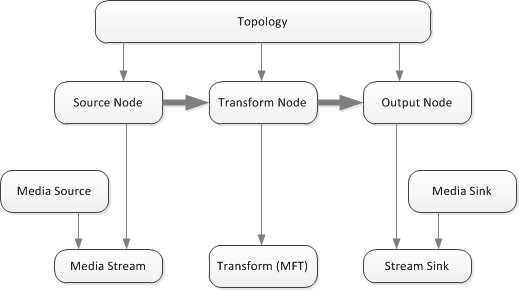 Topology
Source Node
Transform Node
Output Node
Media Source
Media Sink
Media Stream
Transform (MFT)
Stream Sink